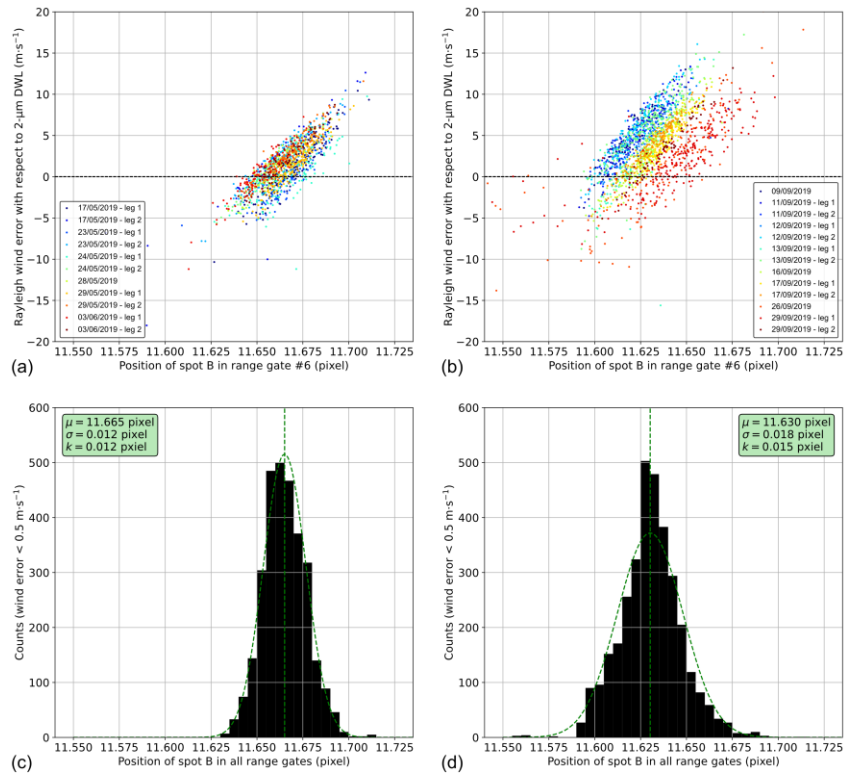 Rayleigh wind error with respect to 2-μm DWL (m·s⁻¹)
20
15
10
5
0
−5
−10
−15
−20
17/05/2019 - leg 1
17/05/2019 - leg 2
23/05/2019 - leg 1
23/05/2019 - leg 2
24/05/2019 - leg 1
24/05/2019 - leg 2
28/05/2019
29/05/2019 - leg 1
29/05/2019 - leg 2
03/06/2019 - leg 1
03/06/2019 - leg 2
11.550 11.575 11.600 11.625 11.650 11.675 11.700 11.725
Position of spot B in range gate #6 (pixel)
(a)
Rayleigh wind error with respect to 2-μm DWL (m·s⁻¹)
20
15
10
5
0
−5
−10
−15
−20
09/09/2019
11/09/2019 - leg 1
11/09/2019 - leg 2
12/09/2019 - leg 1
12/09/2019 - leg 2
13/09/2019 - leg 1
13/09/2019 - leg 2
16/09/2019
17/09/2019 - leg 1
17/09/2019 - leg 2
26/09/2019
29/09/2019 - leg 1
29/09/2019 - leg 2
11.550 11.575 11.600 11.625 11.650 11.675 11.700 11.725
Position of spot B in range gate #6 (pixel)
(b)
Counts (wind error < 0.5 m·s⁻¹)
600
500
400
300
200
100
0
μ = 11.665 pixel
σ = 0.012 pixel
k = 0.012 pxiel
11.550 11.575 11.600 11.625 11.650 11.675 11.700 11.725
Position of spot B in all range gates (pixel)
(c)
Counts (wind error < 0.5 m·s⁻¹)
600
500
400
300
200
100
0
μ = 11.630 pixel
σ = 0.018 pixel
k = 0.015 pxiel
11.550 11.575 11.600 11.625 11.650 11.675 11.700 11.725
Position of spot B in all range gates (pixel)
(d)